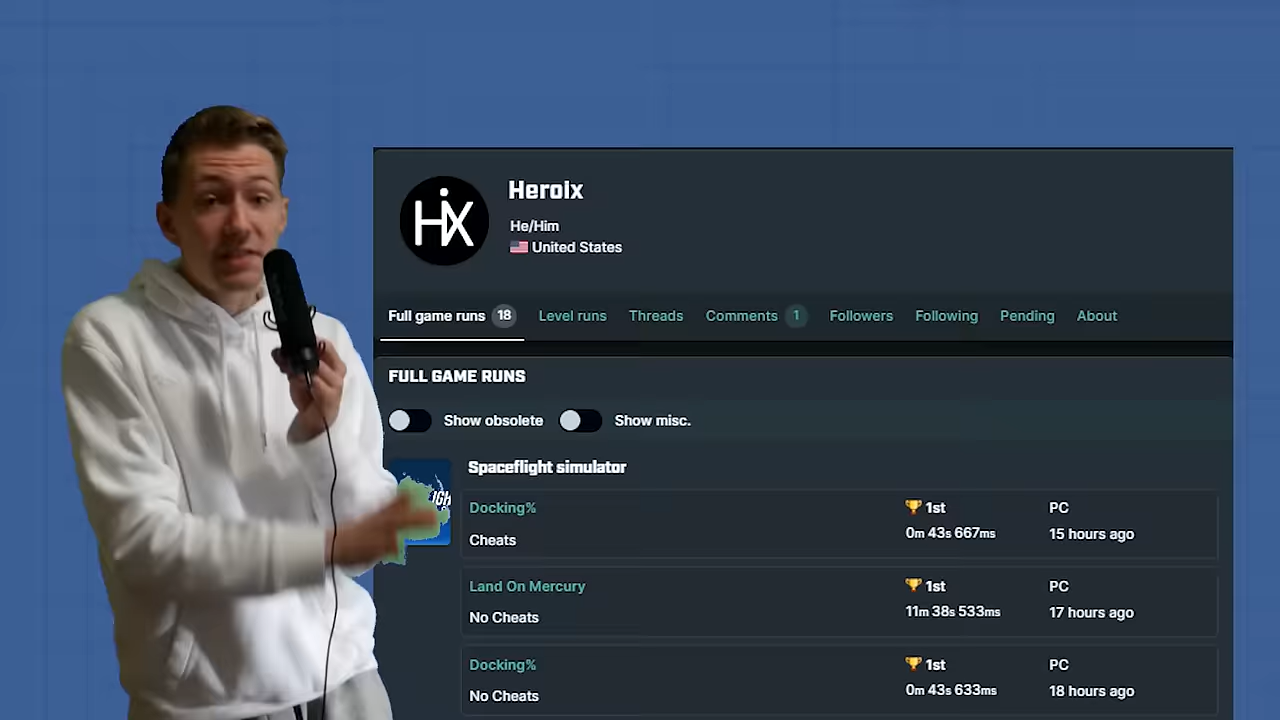 HiX
Heroix
He/Him
United States
Full game runs 18 Level runs Threads Comments 1 Followers Following Pending About
FULL GAME RUNS
Show obsolete Show misc.
Spaceflight simulator
Docking% 1st PC
Cheats 0m 43s 667ms 15 hours ago
Land On Mercury 1st PC
No Cheats 11m 38s 533ms 17 hours ago
Docking% 1st PC
No Cheats 0m 43s 633ms 18 hours ago